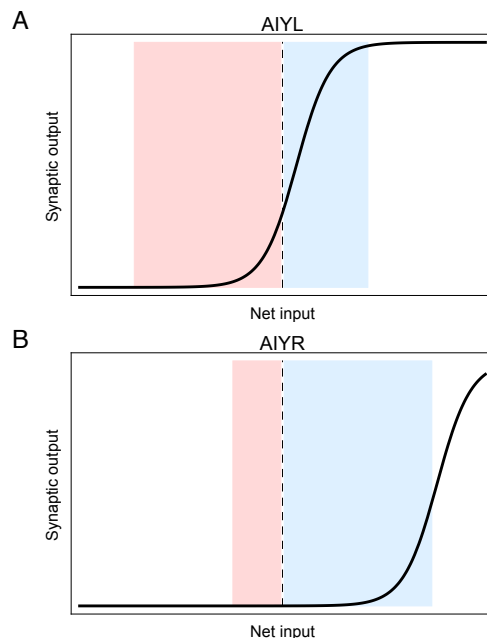 A
AIYL
Synaptic output
Net input
B
AIYR
Synaptic output
Net input